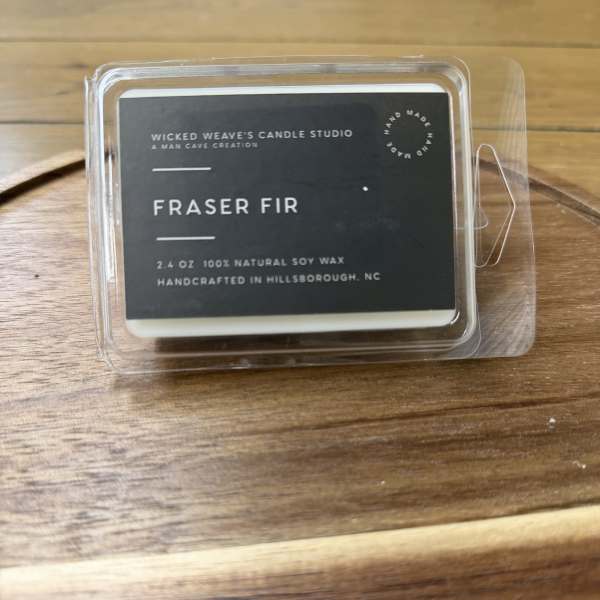 WICKED WEAVE'S CANDLE STUDIO
A MAN CAVE CREATION
HAND MADE HAND MADE
FRASER FIR
2.4 OZ 100% NATURAL SOY WAX
HANDCRAFTED IN HILLSBOROUGH, NC